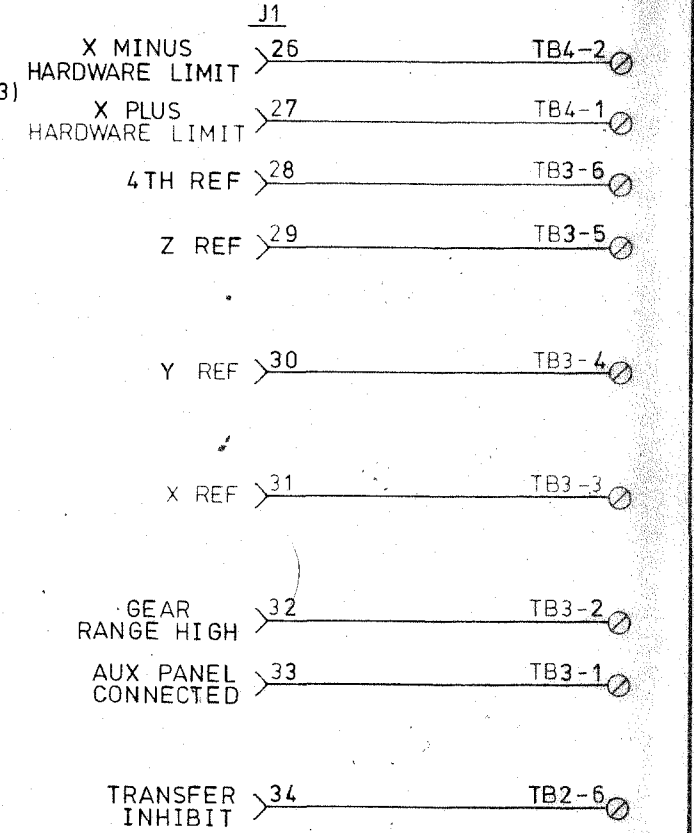 J1
X MINUS 26 TB4-2
HARDWARE LIMIT
3)
X PLUS 27 TB4-1
HARDWARE LIMIT
4TH REF 28 TB3-6
Z REF 29 TB3-5
Y REF 30 TB3-4
X REF 31 TB3-3
GEAR 32 TB3-2
RANGE HIGH
AUX PANEL 33 TB3-1
CONNECTED
TRANSFER 34 TB2-6
INHIBIT